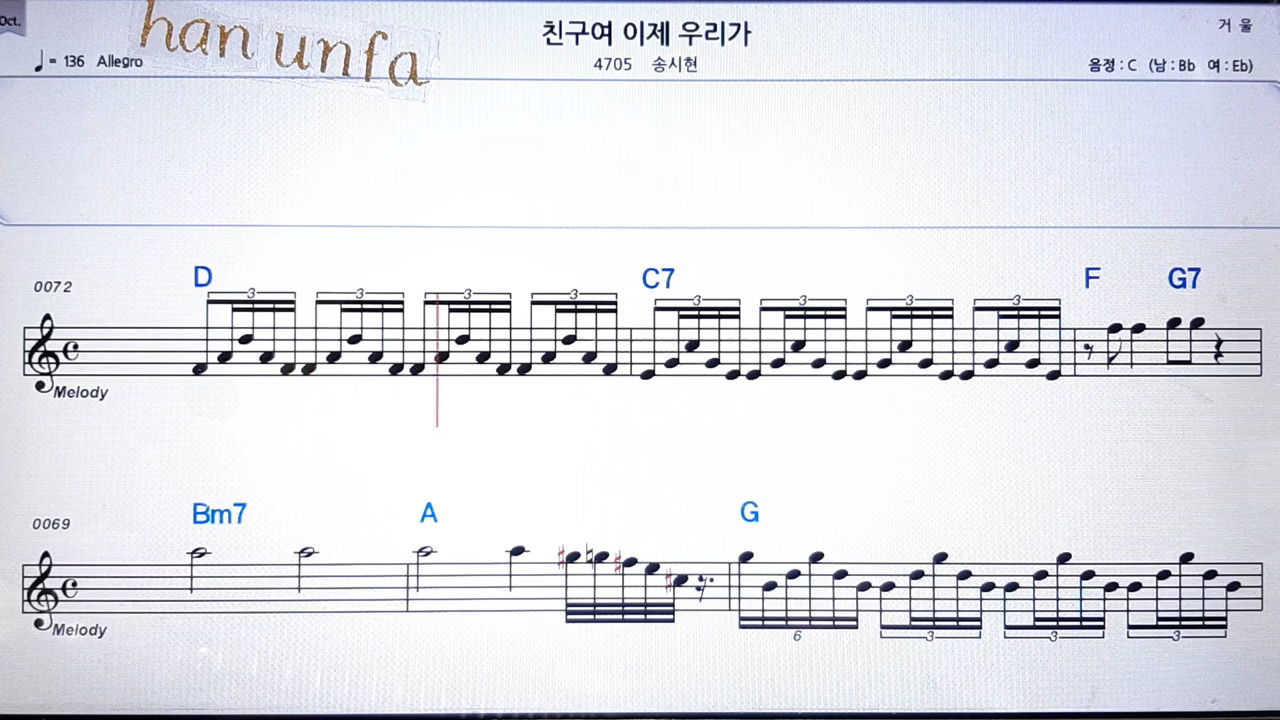 Oct.
han unfa
친구여 이제 우리가
거 울
♩= 136 Allegro
4705 송시현
음정 : C (남 : Bb 여 : Eb)
0072
D C7 F G7
3 3 3 3 3 3 3 3
Melody
0069
Bm7 A G
Melody
6 3 3 3